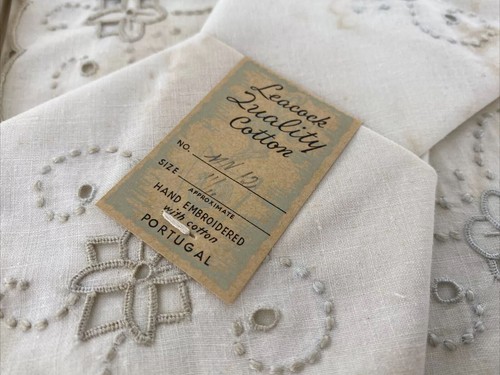 Leacock
Quality
Cotton
NO.
SIZE
APPROXIMATE
HAND EMBROIDERED
with cotton
PORTUGAL